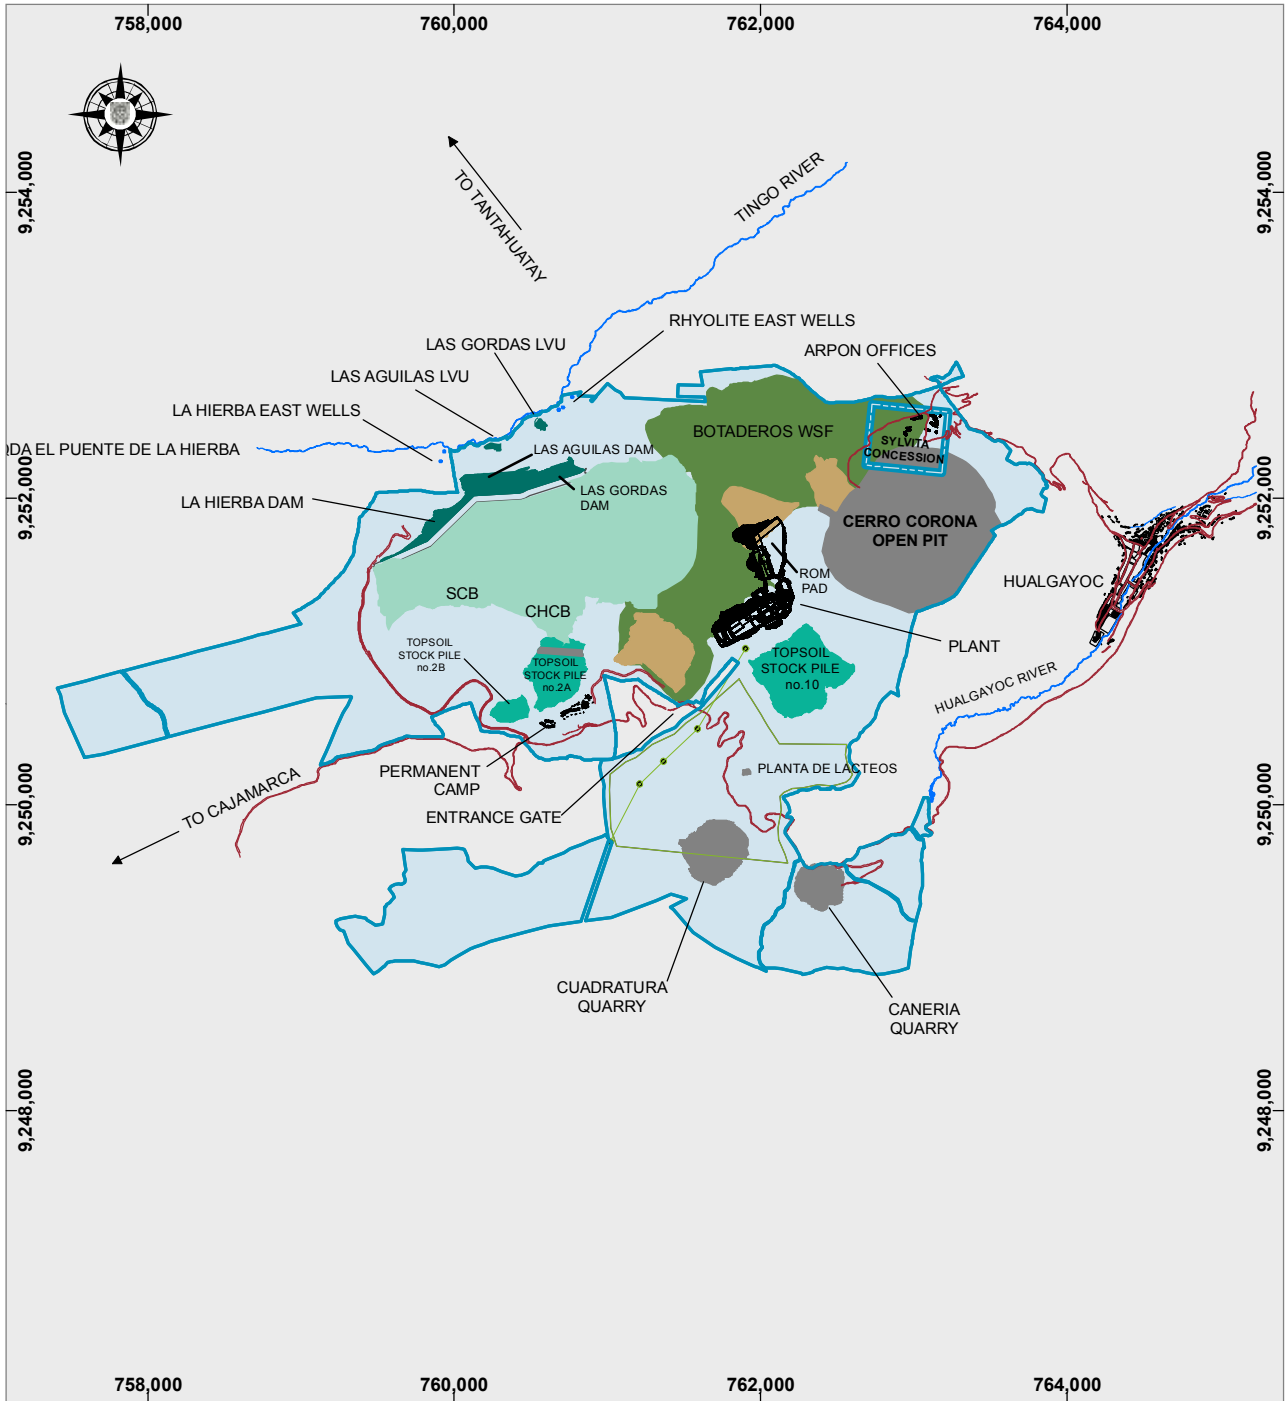 758,000
760,000
762,000
764,000
9,254,000
9,254,000
TO TANTAHUATAY
TINGO RIVER
RHYOLITE EAST WELLS
LAS GORDAS LVU
ARPON OFFICES
LAS AGUILAS LVU
LA HIERBA EAST WELLS
BOTADEROS WSF
SYLVITA
CONCESSION
DA EL PUENTE DE LA HIERBA
LAS AGUILAS DAM
LAS GORDAS
DAM
9,252,000
9,252,000
LA HIERBA DAM
CERRO CORONA
OPEN PIT
ROM
PAD
HUALGAYOC
SCB
CHCB
PLANT
TOPSOIL
STOCK PILE
no.2B
TOPSOIL
STOCK PILE
no.2A
TOPSOIL
STOCK PILE
no.10
HUALGAYOC RIVER
PERMANENT
CAMP
PLANTA DE LACTEOS
TO CAJAMARCA
ENTRANCE GATE
9,250,000
9,250,000
CUADRATURA
QUARRY
CANERIA
QUARRY
9,248,000
9,248,000
758,000
760,000
762,000
764,000